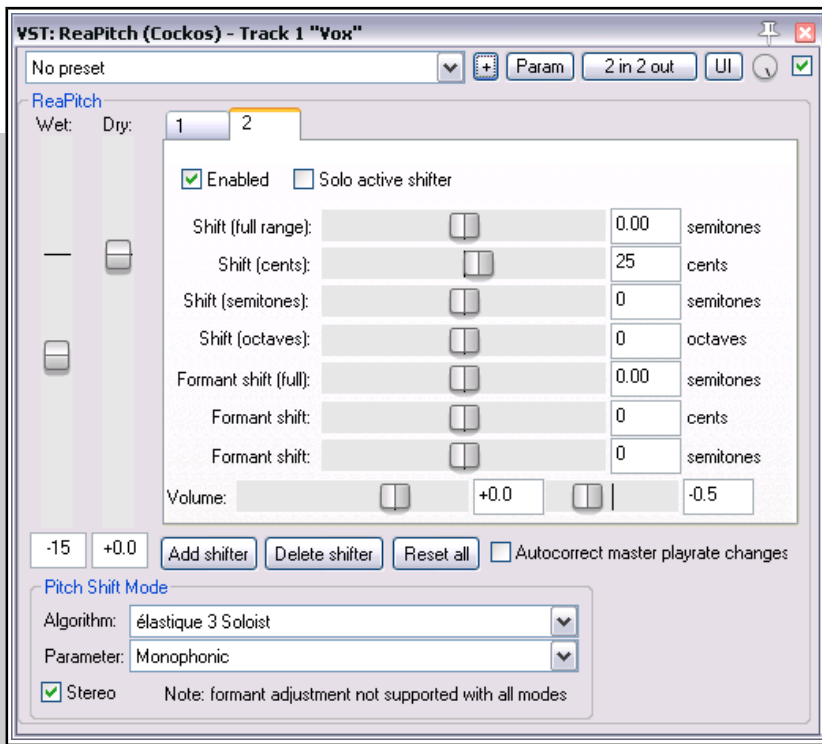 VST: ReaPitch (Cockos) - Track 1 "Vox"
No preset + Param 2 in 2 out UI
ReaPitch
Wet: Dry: 1 2
Enabled Solo active shifter
Shift (full range): 0.00 semitones
Shift (cents): 25 cents
Shift (semitones): 0 semitones
Shift (octaves): 0 octaves
Formant shift (full): 0.00 semitones
Formant shift: 0 cents
Formant shift: 0 semitones
Volume: +0.0 -0.5
-15 +0.0 Add shifter Delete shifter Reset all Autocorrect master playrate changes
Pitch Shift Mode
Algorithm: élastique 3 Soloist
Parameter: Monophonic
Stereo Note: formant adjustment not supported with all modes